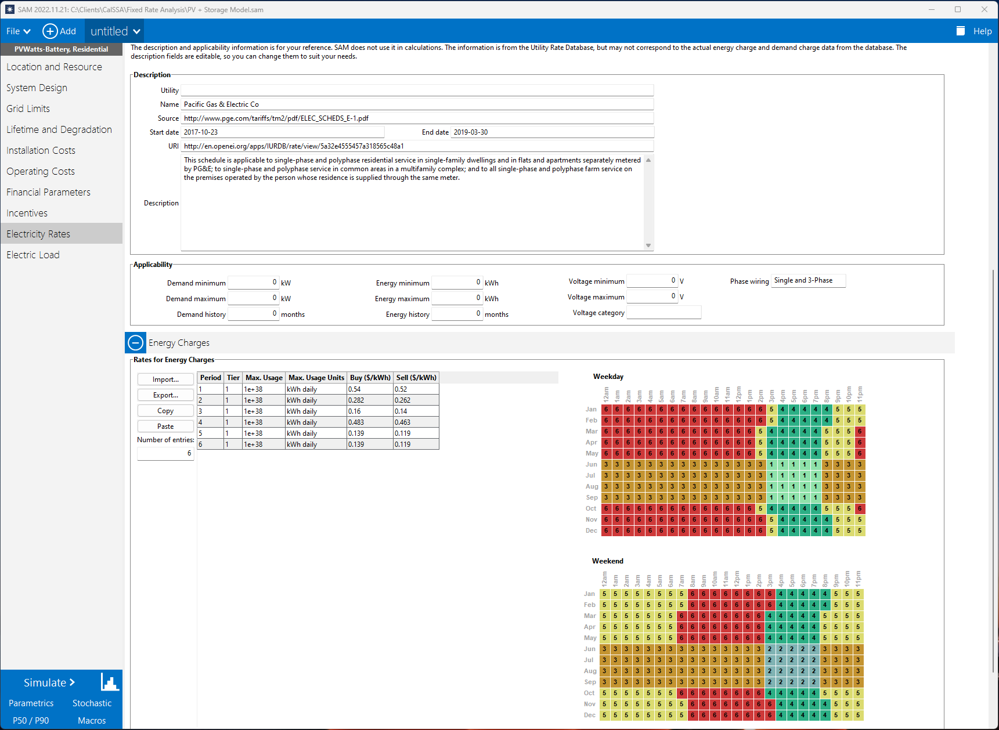 SAM 2022.11.21: C:\Clients\CalSSA\Fixed Rate Analysis\PV + Storage Model.sam
File
Add
untitled
Help
PVWatts-Battery, Residential
Location and Resource
System Design
Grid Limits
Lifetime and Degradation
Installation Costs
Operating Costs
Financial Parameters
Incentives
Electricity Rates
Electric Load
Simulate >
Parametrics Stochastic
P50 / P90 Macros
The description and applicability information is for your reference. SAM does not use it in calculations. The information is from the Utility Rate Database, but may not correspond to the actual energy charge and demand charge data from the database. The
description fields are editable, so you can change them to suit your needs.
Description
Utility
Name Pacific Gas & Electric Co
Source http://www.pge.com/tariffs/tm2/pdf/ELEC_SCHEDS_E-1.pdf
Start date 2017-10-23 End date 2019-03-30
URI http://en.openei.org/apps/IURDB/rate/view/5a32e4555457a318565c48a1
Description
This schedule is applicable to single-phase and polyphase residential service in single-family dwellings and in flats and apartments separately metered
by PG&E; to single-phase and polyphase service in common areas in a multifamily complex; and to all single-phase and polyphase farm service on
the premises operated by the person whose residence is supplied through the same meter.
Applicability
Demand minimum 0 kW Energy minimum 0 kWh Voltage minimum 0 V Phase wiring Single and 3-Phase
Demand maximum 0 kW Energy maximum 0 kWh Voltage maximum 0 V
Demand history 0 months Energy history 0 months Voltage category
Energy Charges
Rates for Energy Charges
Import...
Export...
Copy
Paste
Number of entries:
6
Period Tier Max. Usage Max. Usage Units Buy ($/kWh) Sell ($/kWh)
1 1 1e+38 kWh daily 0.54 0.52
2 1 1e+38 kWh daily 0.282 0.262
3 1 1e+38 kWh daily 0.16 0.14
4 1 1e+38 kWh daily 0.483 0.463
5 1 1e+38 kWh daily 0.139 0.119
6 1 1e+38 kWh daily 0.139 0.119
Weekday
12am 1am 2am 3am 4am 5am 6am 7am 8am 9am 10am 11am 12pm 1pm 2pm 3pm 4pm 5pm 6pm 7pm 8pm 9pm 10pm 11pm
Jan 6 6 6 6 6 6 6 6 6 6 6 6 6 6 6 5 4 4 4 4 4 5 5 5
Feb 6 6 6 6 6 6 6 6 6 6 6 6 6 6 6 5 4 4 4 4 4 5 5 5
Mar 6 6 6 6 6 6 6 6 6 6 6 6 6 6 5 4 4 4 4 4 5 5 5 6
Apr 6 6 6 6 6 6 6 6 6 6 6 6 6 6 5 4 4 4 4 4 5 5 5 6
May 6 6 6 6 6 6 6 6 6 6 6 6 6 6 5 4 4 4 4 4 5 5 5 6
Jun 3 3 3 3 3 3 3 3 3 3 3 3 3 3 3 1 1 1 1 1 3 3 3 3
Jul 3 3 3 3 3 3 3 3 3 3 3 3 3 3 3 1 1 1 1 1 3 3 3 3
Aug 3 3 3 3 3 3 3 3 3 3 3 3 3 3 3 1 1 1 1 1 3 3 3 3
Sep 3 3 3 3 3 3 3 3 3 3 3 3 3 3 3 1 1 1 1 1 3 3 3 3
Oct 6 6 6 6 6 6 6 6 6 6 6 6 6 6 5 4 4 4 4 4 5 5 5 6
Nov 6 6 6 6 6 6 6 6 6 6 6 6 6 6 6 5 4 4 4 4 4 5 5 5
Dec 6 6 6 6 6 6 6 6 6 6 6 6 6 6 6 5 4 4 4 4 4 5 5 5
Weekend
12am 1am 2am 3am 4am 5am 6am 7am 8am 9am 10am 11am 12pm 1pm 2pm 3pm 4pm 5pm 6pm 7pm 8pm 9pm 10pm 11pm
Jan 5 5 5 5 5 5 5 5 6 6 6 6 6 6 6 6 4 4 4 4 4 5 5 5
Feb 5 5 5 5 5 5 5 5 6 6 6 6 6 6 6 6 4 4 4 4 4 5 5 5
Mar 5 5 5 5 5 5 5 6 6 6 6 6 6 6 6 4 4 4 4 4 5 5 5 5
Apr 5 5 5 5 5 5 5 6 6 6 6 6 6 6 6 4 4 4 4 4 5 5 5 5
May 5 5 5 5 5 5 5 6 6 6 6 6 6 6 6 4 4 4 4 4 5 5 5 5
Jun 3 3 3 3 3 3 3 3 3 3 3 3 3 3 3 2 2 2 2 2 3 3 3 3
Jul 3 3 3 3 3 3 3 3 3 3 3 3 3 3 3 2 2 2 2 2 3 3 3 3
Aug 3 3 3 3 3 3 3 3 3 3 3 3 3 3 3 2 2 2 2 2 3 3 3 3
Sep 3 3 3 3 3 3 3 3 3 3 3 3 3 3 3 2 2 2 2 2 3 3 3 3
Oct 5 5 5 5 5 5 5 6 6 6 6 6 6 6 6 4 4 4 4 4 5 5 5 5
Nov 5 5 5 5 5 5 5 5 6 6 6 6 6 6 6 6 4 4 4 4 4 5 5 5
Dec 5 5 5 5 5 5 5 5 6 6 6 6 6 6 6 6 4 4 4 4 4 5 5 5